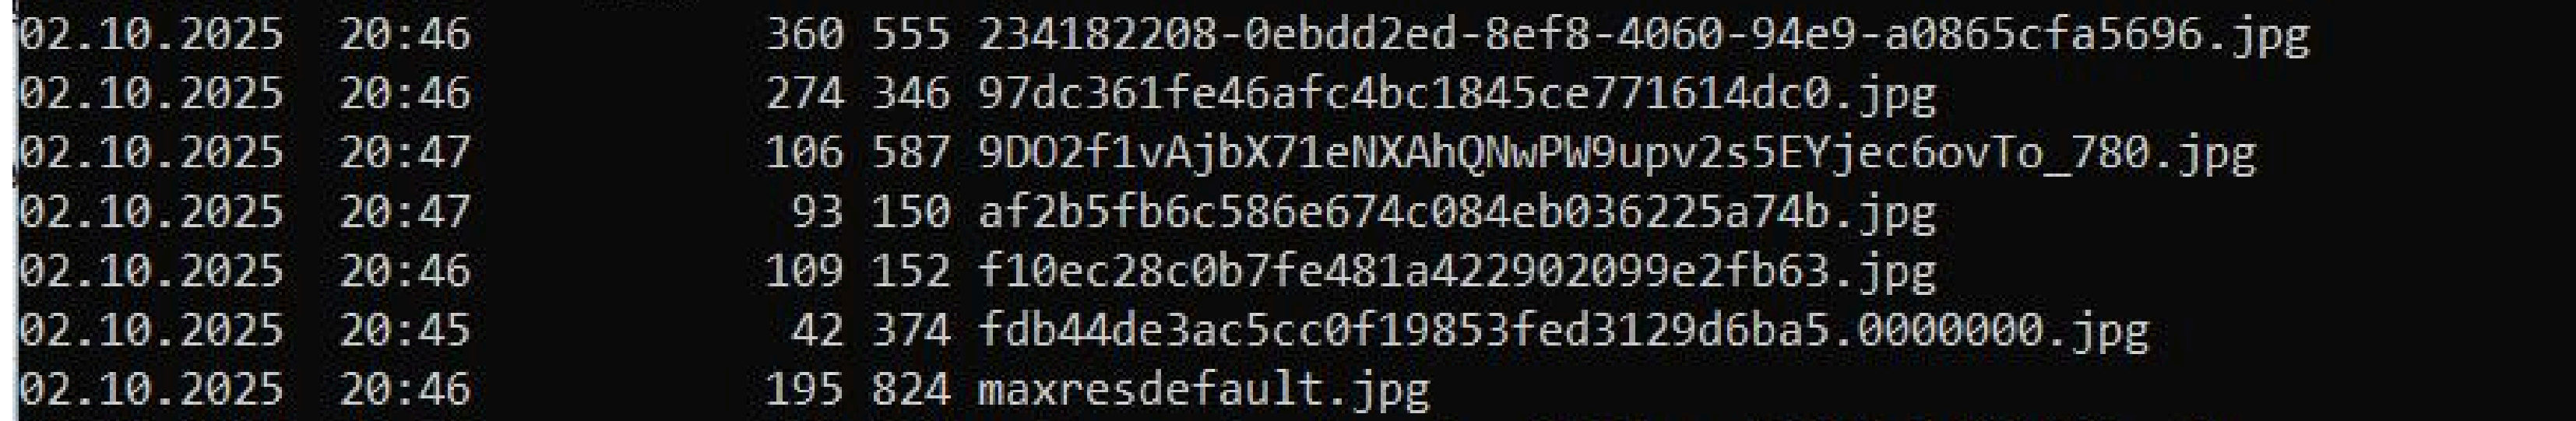 02.10.2025  20:46           360 555 234182208-0ebdd2ed-8ef8-4060-94e9-a0865cfa5696.jpg
02.10.2025  20:46           274 346 97dc361fe46afc4bc1845ce771614dc0.jpg
02.10.2025  20:47           106 587 9DO2f1vAjbX71eNXAhQNwPW9upv2s5EYjec6ovTo_780.jpg
02.10.2025  20:47            93 150 af2b5fb6c586e674c084eb036225a74b.jpg
02.10.2025  20:46           109 152 f10ec28c0b7fe481a422902099e2fb63.jpg
02.10.2025  20:45            42 374 fdb44de3ac5cc0f19853fed3129d6ba5.0000000.jpg
02.10.2025  20:46           195 824 maxresdefault.jpg